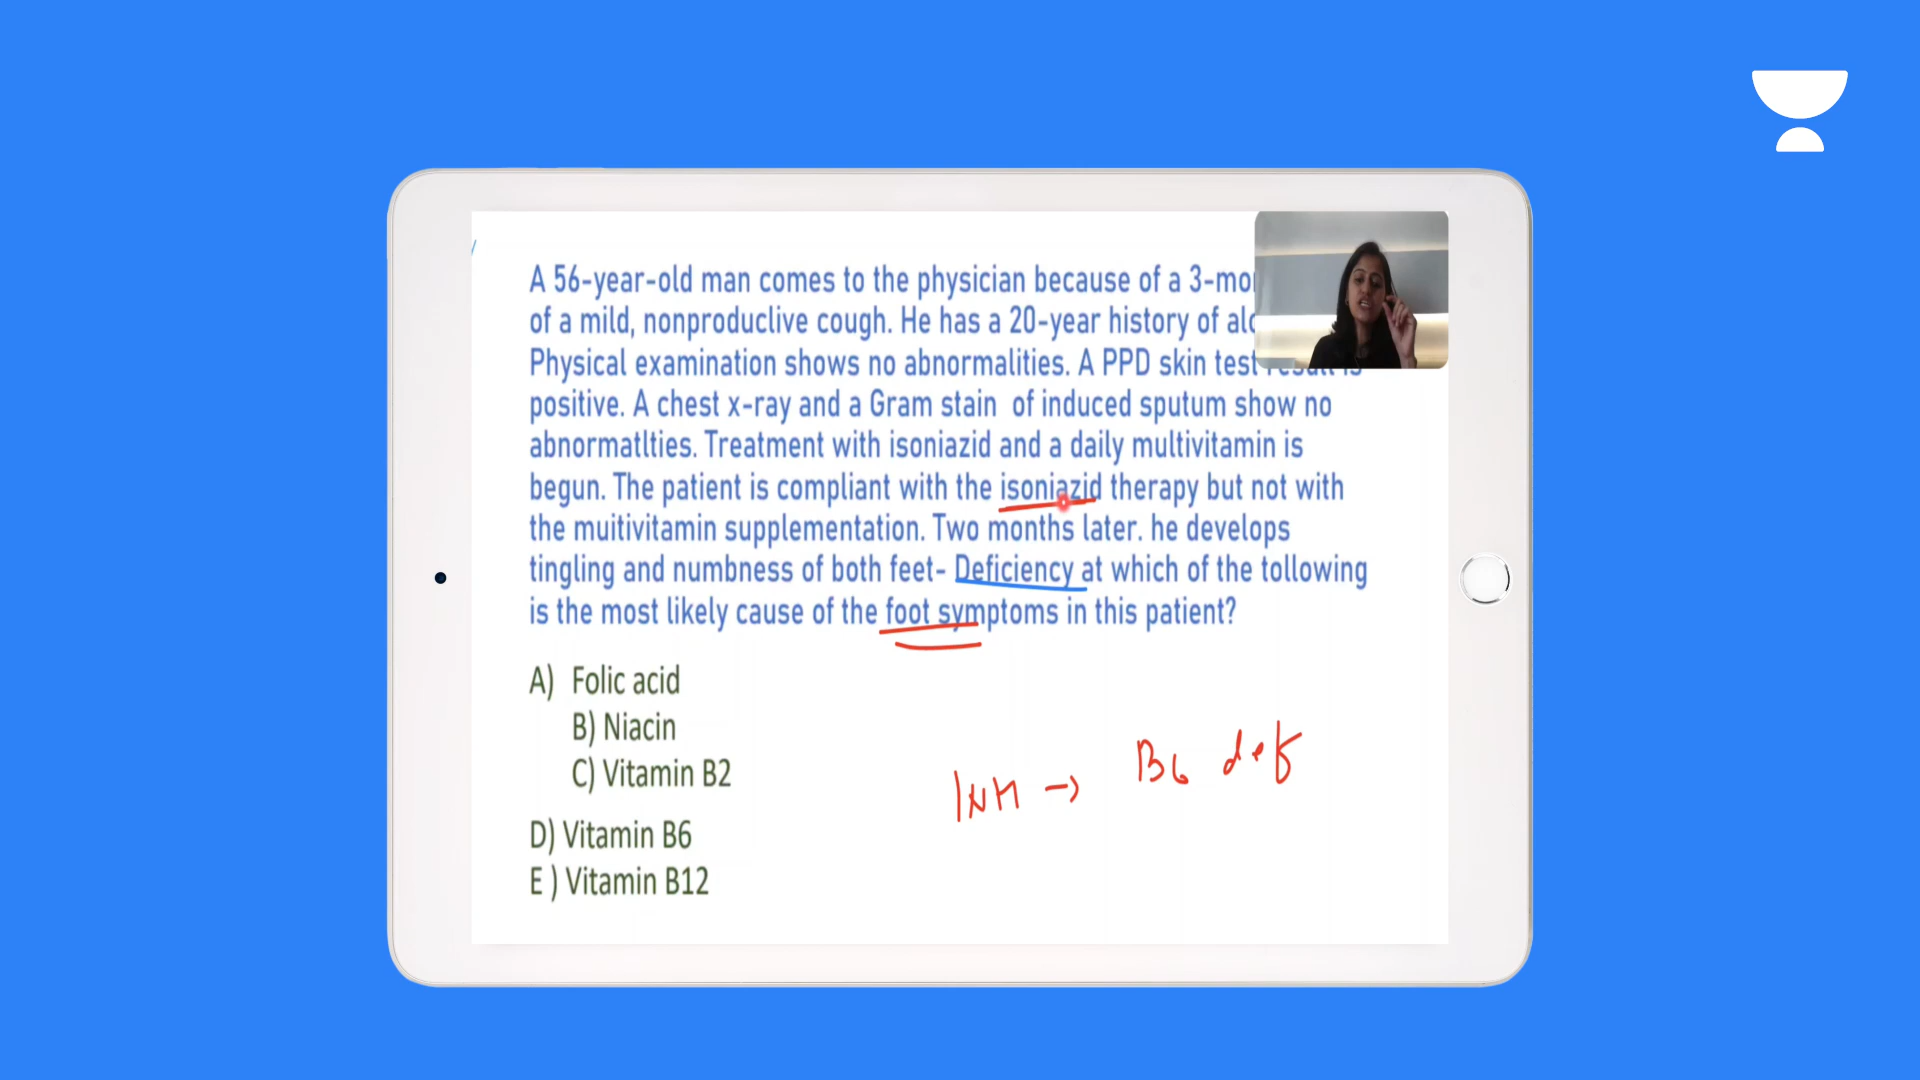 A 56-year-old man comes to the physician because of a 3-mo
of a mild, nonproduclive cough. He has a 20-year history of alc
Physical examination shows no abnormalities. A PPD skin test result is
positive. A chest x-ray and a Gram stain of induced sputum show no
abnormatlties. Treatment with isoniazid and a daily multivitamin is
begun. The patient is compliant with the isoniazid therapy but not with
the muitivitamin supplementation. Two months later. he develops
tingling and numbness of both feet- Deficiency at which of the tollowing
is the most likely cause of the foot symptoms in this patient?
A) Folic acid
B) Niacin
C) Vitamin B2
D) Vitamin B6
E ) Vitamin B12
INH → B6 def